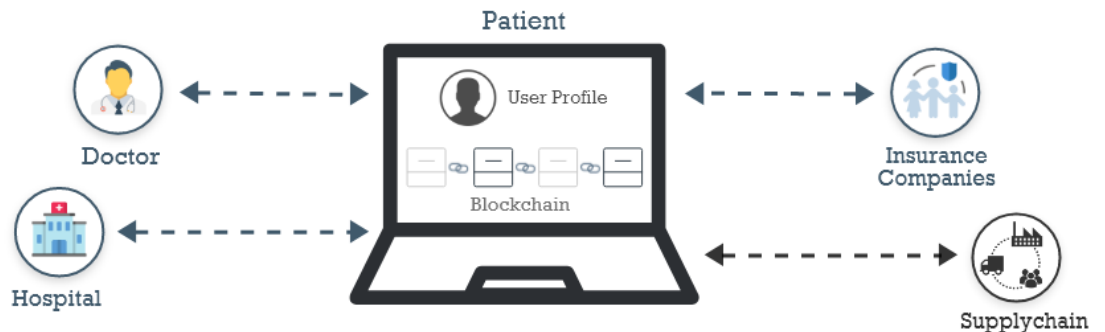 Patient
User Profile
Doctor
Insurance
Companies
Blockchain
Hospital
Supplychain